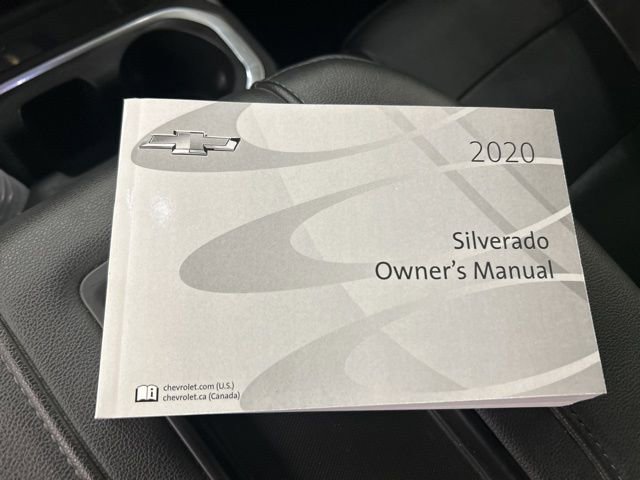 2020
Silverado
Owner's Manual
chevrolet.com (U.S.)
chevrolet.ca (Canada)